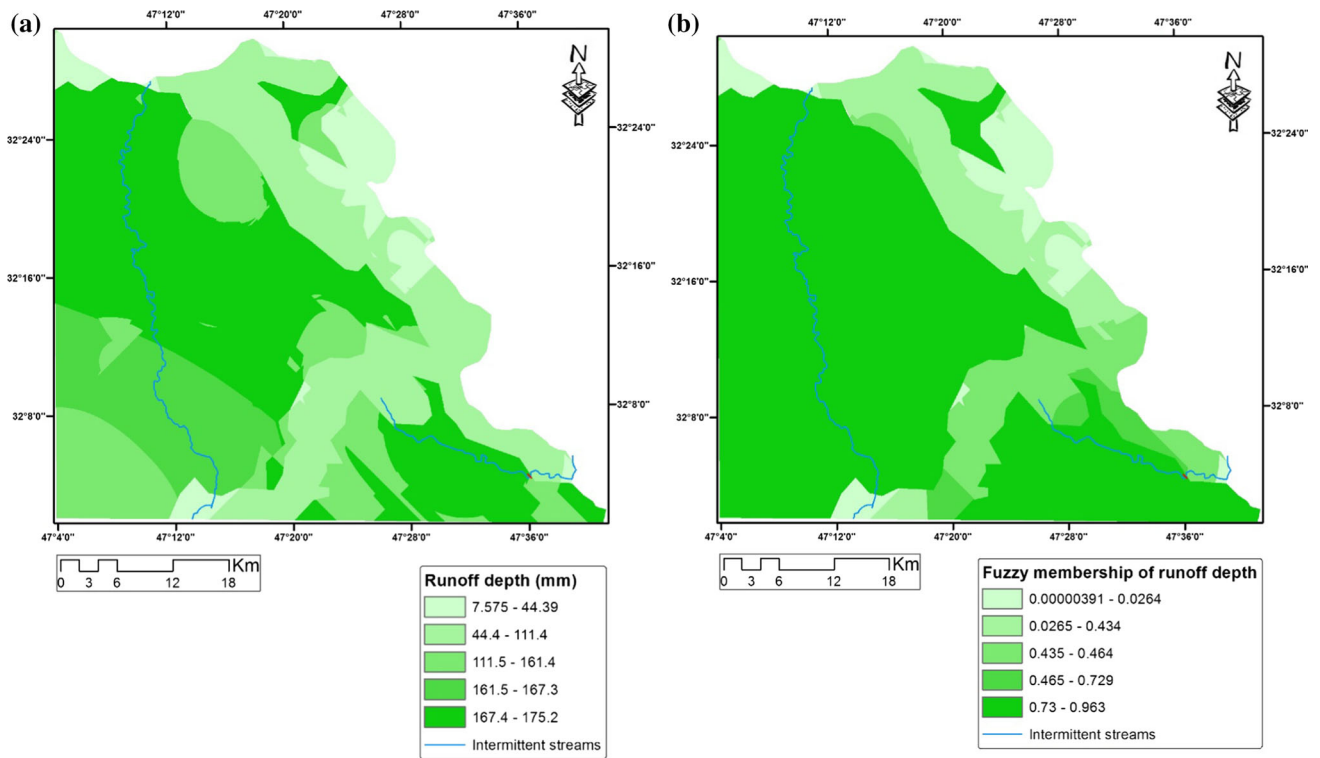 (a)
47°12'0"
47°20'0"
47°28'0"
47°36'0"
N
32°24'0"
32°24'0"
32°16'0"
32°16'0"
32°8'0"
32°8'0"
47°4'0"
47°12'0"
47°20'0"
47°28'0"
47°36'0"
Km
0 3 6 12 18
Runoff depth (mm)
7.575 - 44.39
44.4 - 111.4
111.5 - 161.4
161.5 - 167.3
167.4 - 175.2
Intermittent streams
(b)
47°12'0"
47°20'0"
47°28'0"
47°36'0"
N
32°24'0"
32°24'0"
32°16'0"
32°16'0"
32°8'0"
32°8'0"
47°4'0"
47°12'0"
47°20'0"
47°28'0"
47°36'0"
Km
0 3 6 12 18
Fuzzy membership of runoff depth
0.00000391 - 0.0264
0.0265 - 0.434
0.435 - 0.464
0.465 - 0.729
0.73 - 0.963
Intermittent streams